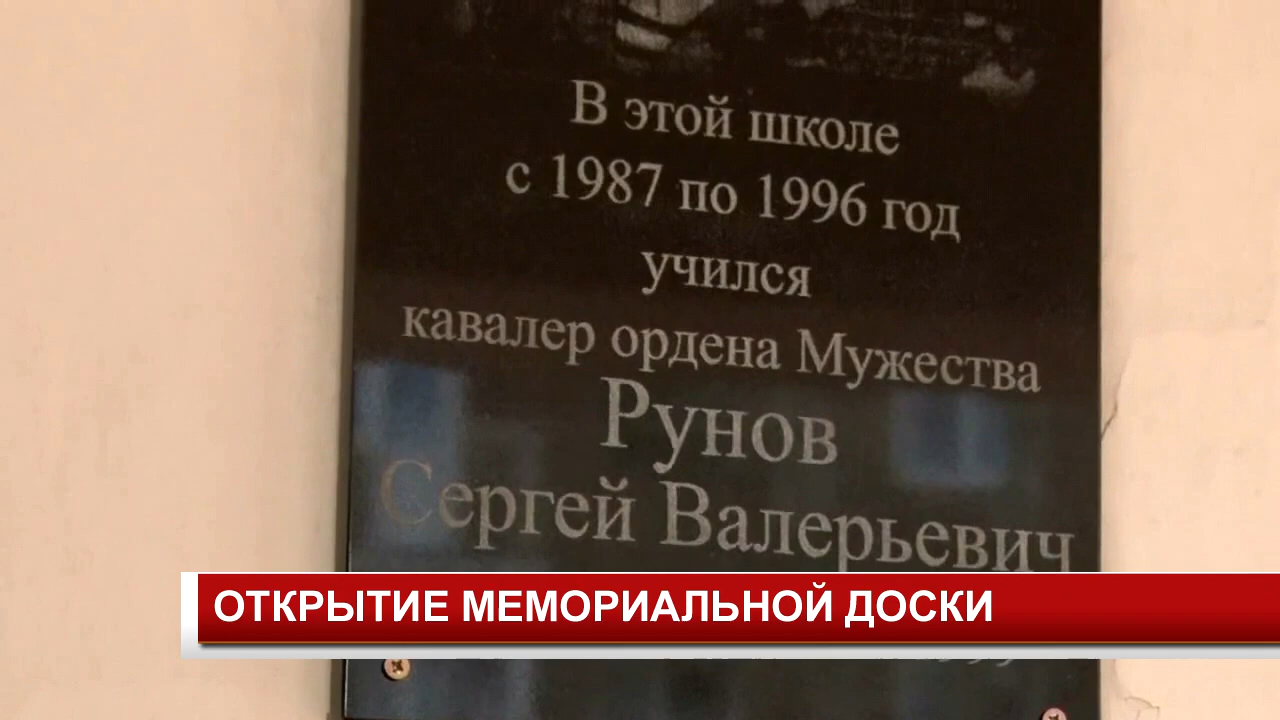 В этой школе
с 1987 по 1996 год
учился
кавалер ордена Мужества
Рунов
Сергей Валерьевич
ОТКРЫТИЕ МЕМОРИАЛЬНОЙ ДОСКИ